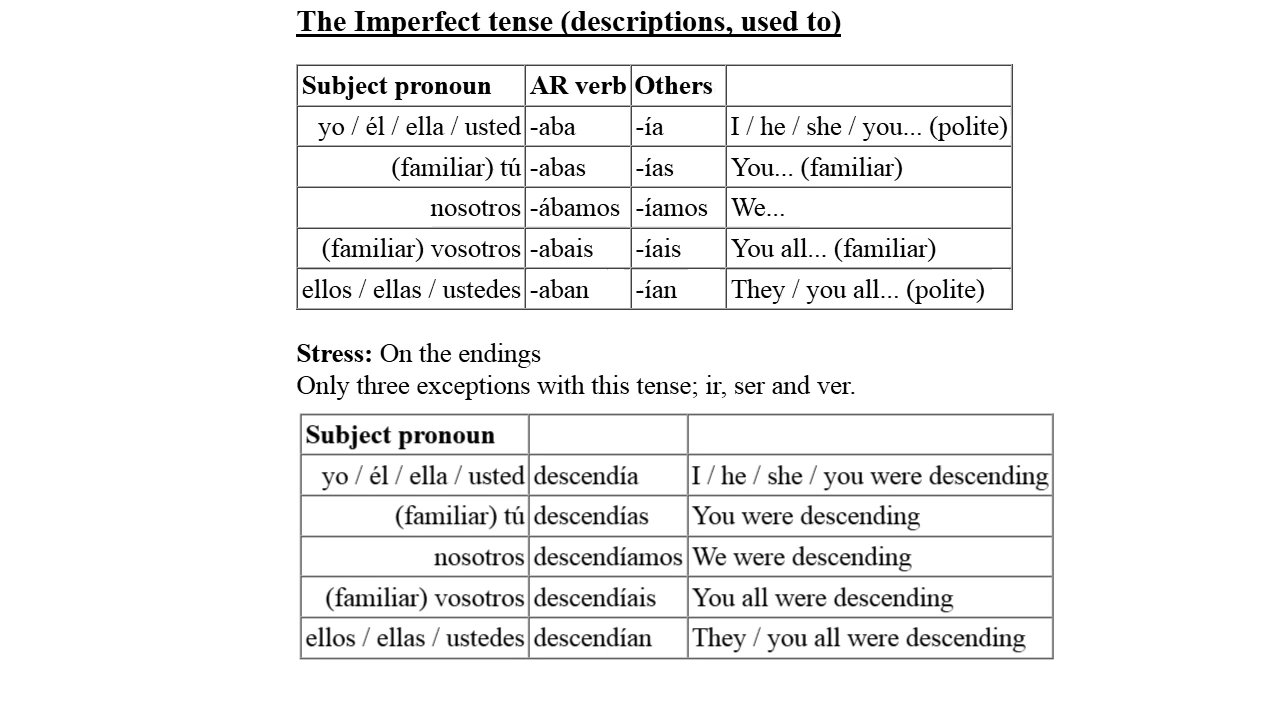 The Imperfect tense (descriptions, used to)
Subject pronoun AR verb Others
yo / él / ella / usted -aba -ía I / he / she / you... (polite)
(familiar) tú -abas -ías You... (familiar)
nosotros -ábamos -íamos We...
(familiar) vosotros -abais -íais You all... (familiar)
ellos / ellas / ustedes -aban -ían They / you all... (polite)
Stress: On the endings
Only three exceptions with this tense; ir, ser and ver.
Subject pronoun
yo / él / ella / usted descendía I / he / she / you were descending
(familiar) tú descendías You were descending
nosotros descendíamos We were descending
(familiar) vosotros descendíais You all were descending
ellos / ellas / ustedes descendían They / you all were descending